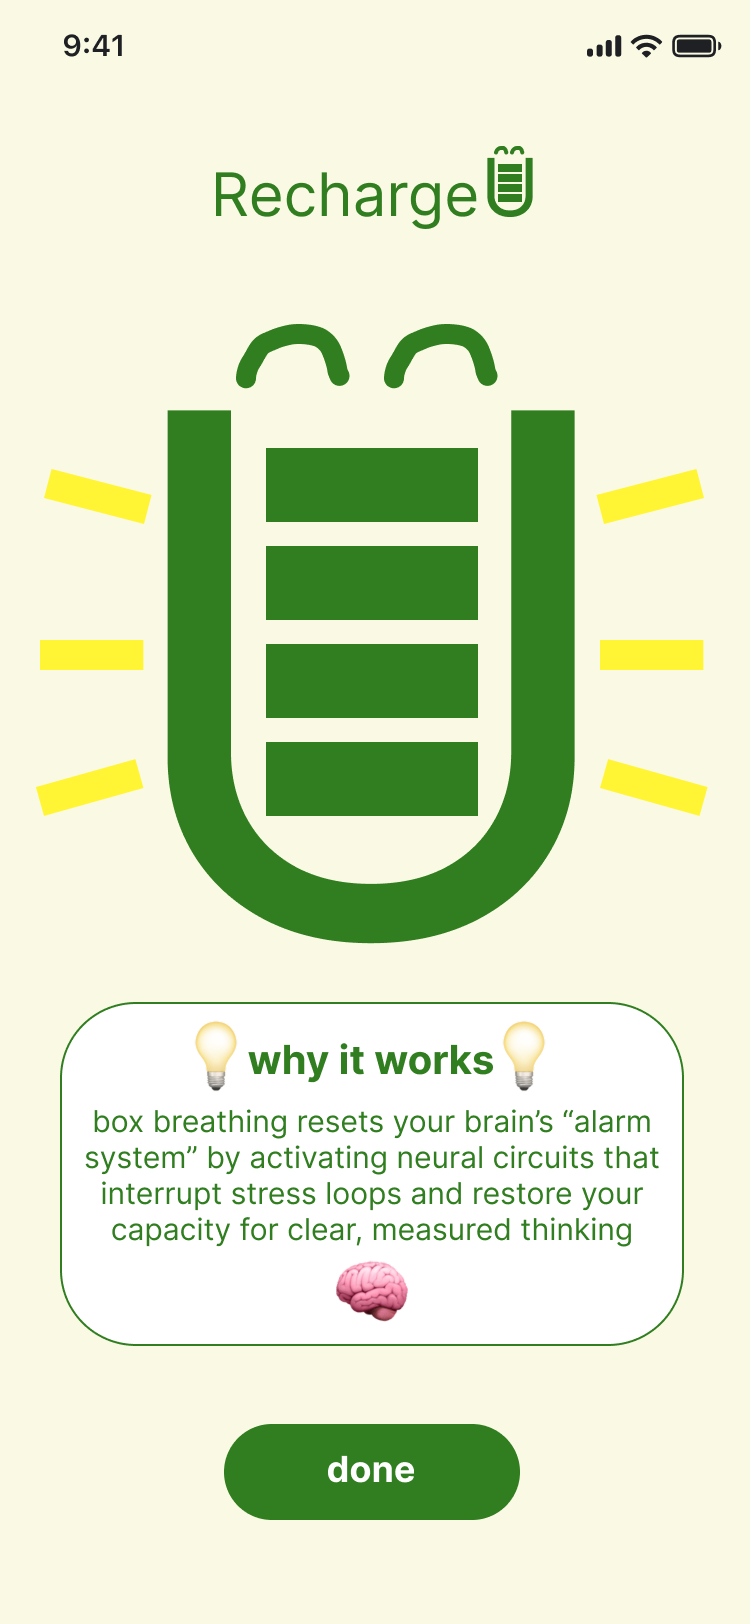 9:41
RechargeU
💡why it works💡
box breathing resets your brain’s “alarm
system” by activating neural circuits that
interrupt stress loops and restore your
capacity for clear, measured thinking
🧠
done